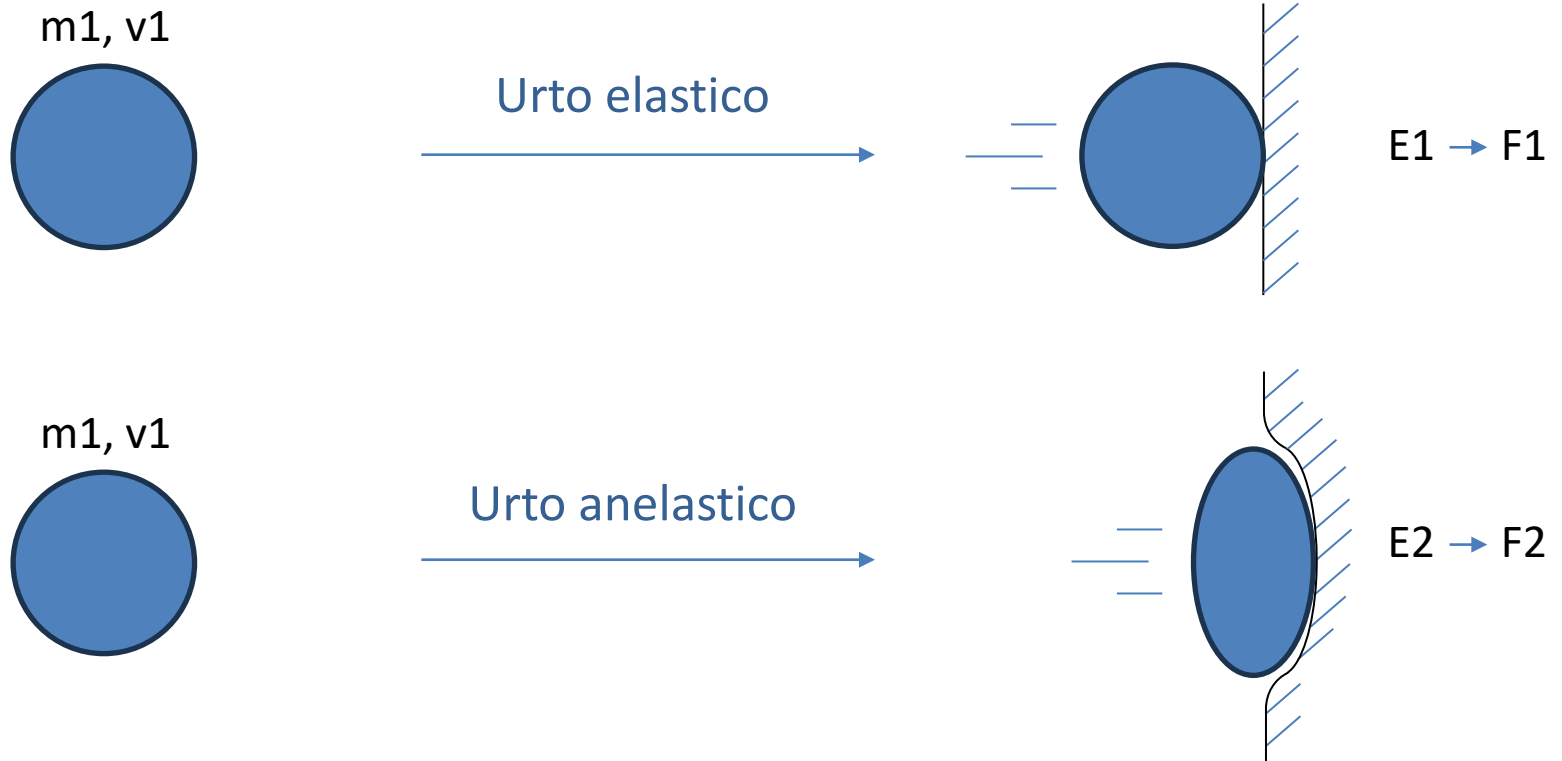 m1, v1
Urto elastico
E1 → F1
m1, v1
Urto anelastico
E2 → F2